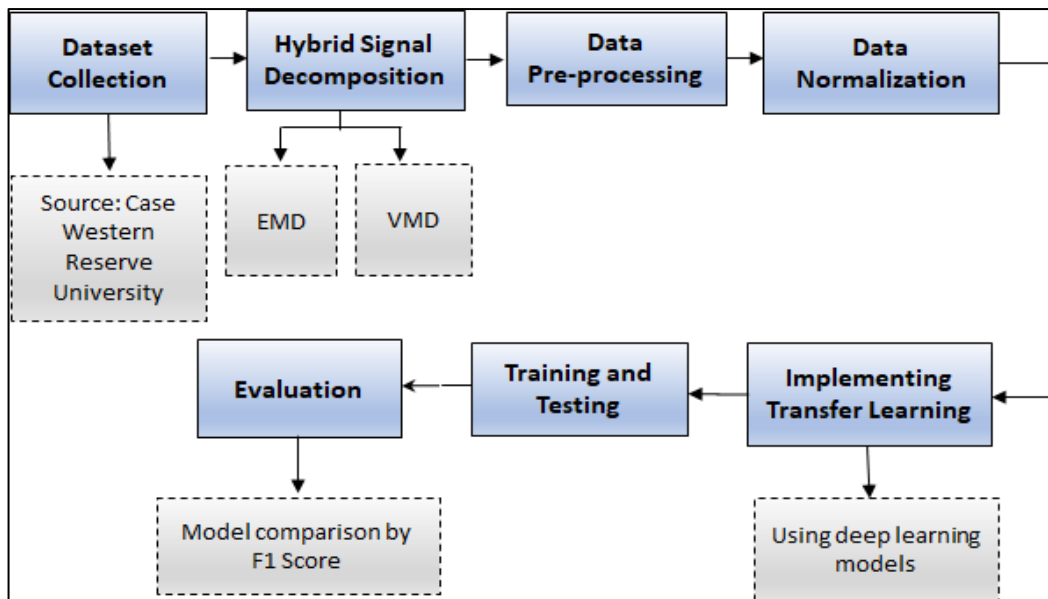 Dataset
Collection
Hybrid Signal
Decomposition
Data
Pre-processing
Data
Normalization
Source: Case
Western
Reserve
University
EMD
VMD
Implementing
Transfer Learning
Training and
Testing
Evaluation
Using deep learning
models
Model comparison by
F1 Score